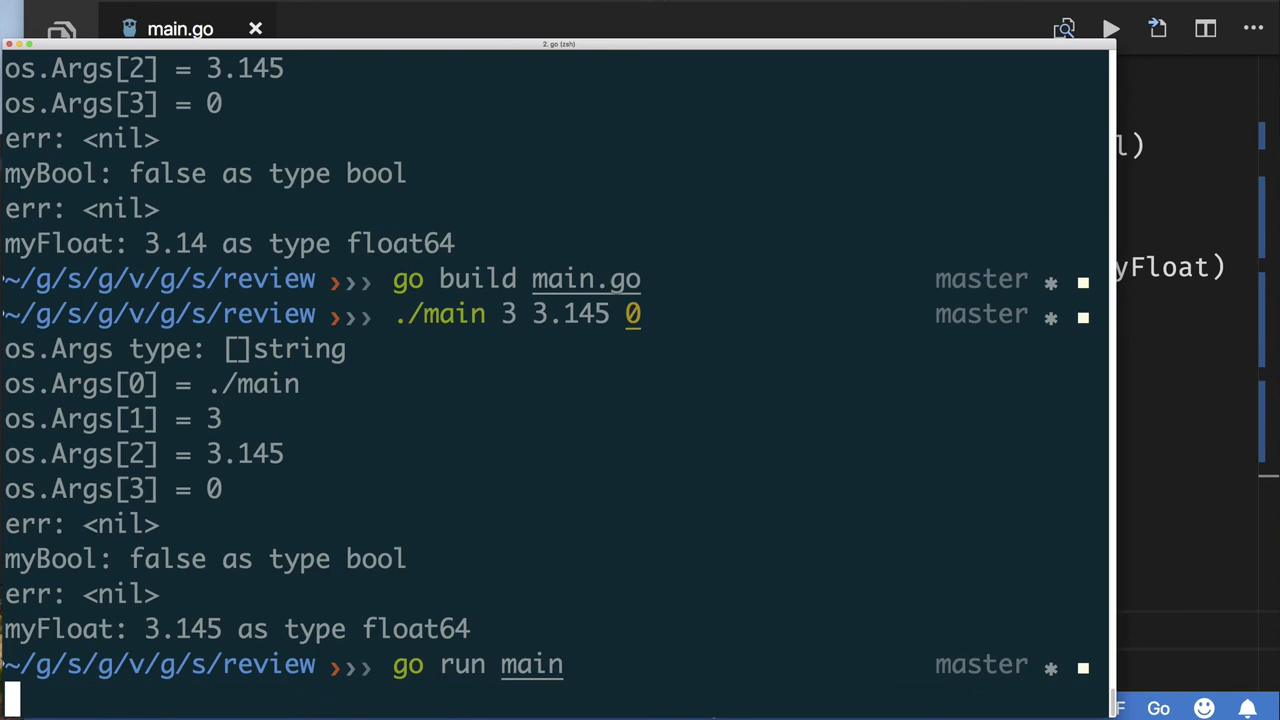 main.go
2. go (zsh)
os.Args[2] = 3.145
os.Args[3] = 0
err: <nil>
myBool: false as type bool
err: <nil>
myFloat: 3.14 as type float64
~/g/s/g/v/g/s/review ❯❯❯ go build main.go master ✱ ■
~/g/s/g/v/g/s/review ❯❯❯ ./main 3 3.145 0 master ✱ ■
os.Args type: []string
os.Args[0] = ./main
os.Args[1] = 3
os.Args[2] = 3.145
os.Args[3] = 0
err: <nil>
myBool: false as type bool
err: <nil>
myFloat: 3.145 as type float64
~/g/s/g/v/g/s/review ❯❯❯ go run main master ✱ ■
l)
yFloat)
F Go